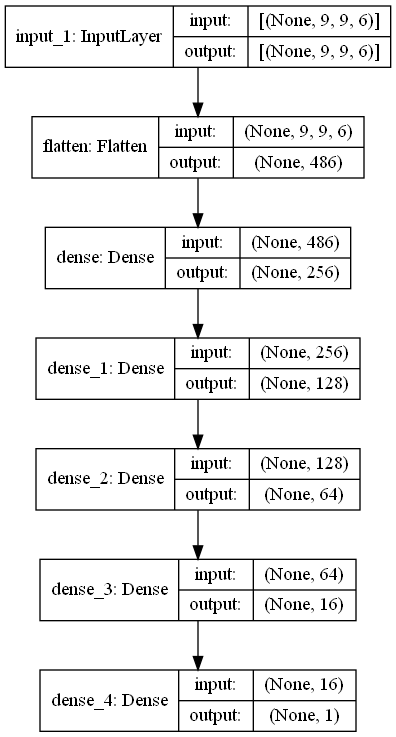 input_1: InputLayer
input:
[(None, 9, 9, 6)]
output:
[(None, 9, 9, 6)]
flatten: Flatten
input:
(None, 9, 9, 6)
output:
(None, 486)
dense: Dense
input:
(None, 486)
output:
(None, 256)
dense_1: Dense
input:
(None, 256)
output:
(None, 128)
dense_2: Dense
input:
(None, 128)
output:
(None, 64)
dense_3: Dense
input:
(None, 64)
output:
(None, 16)
dense_4: Dense
input:
(None, 16)
output:
(None, 1)